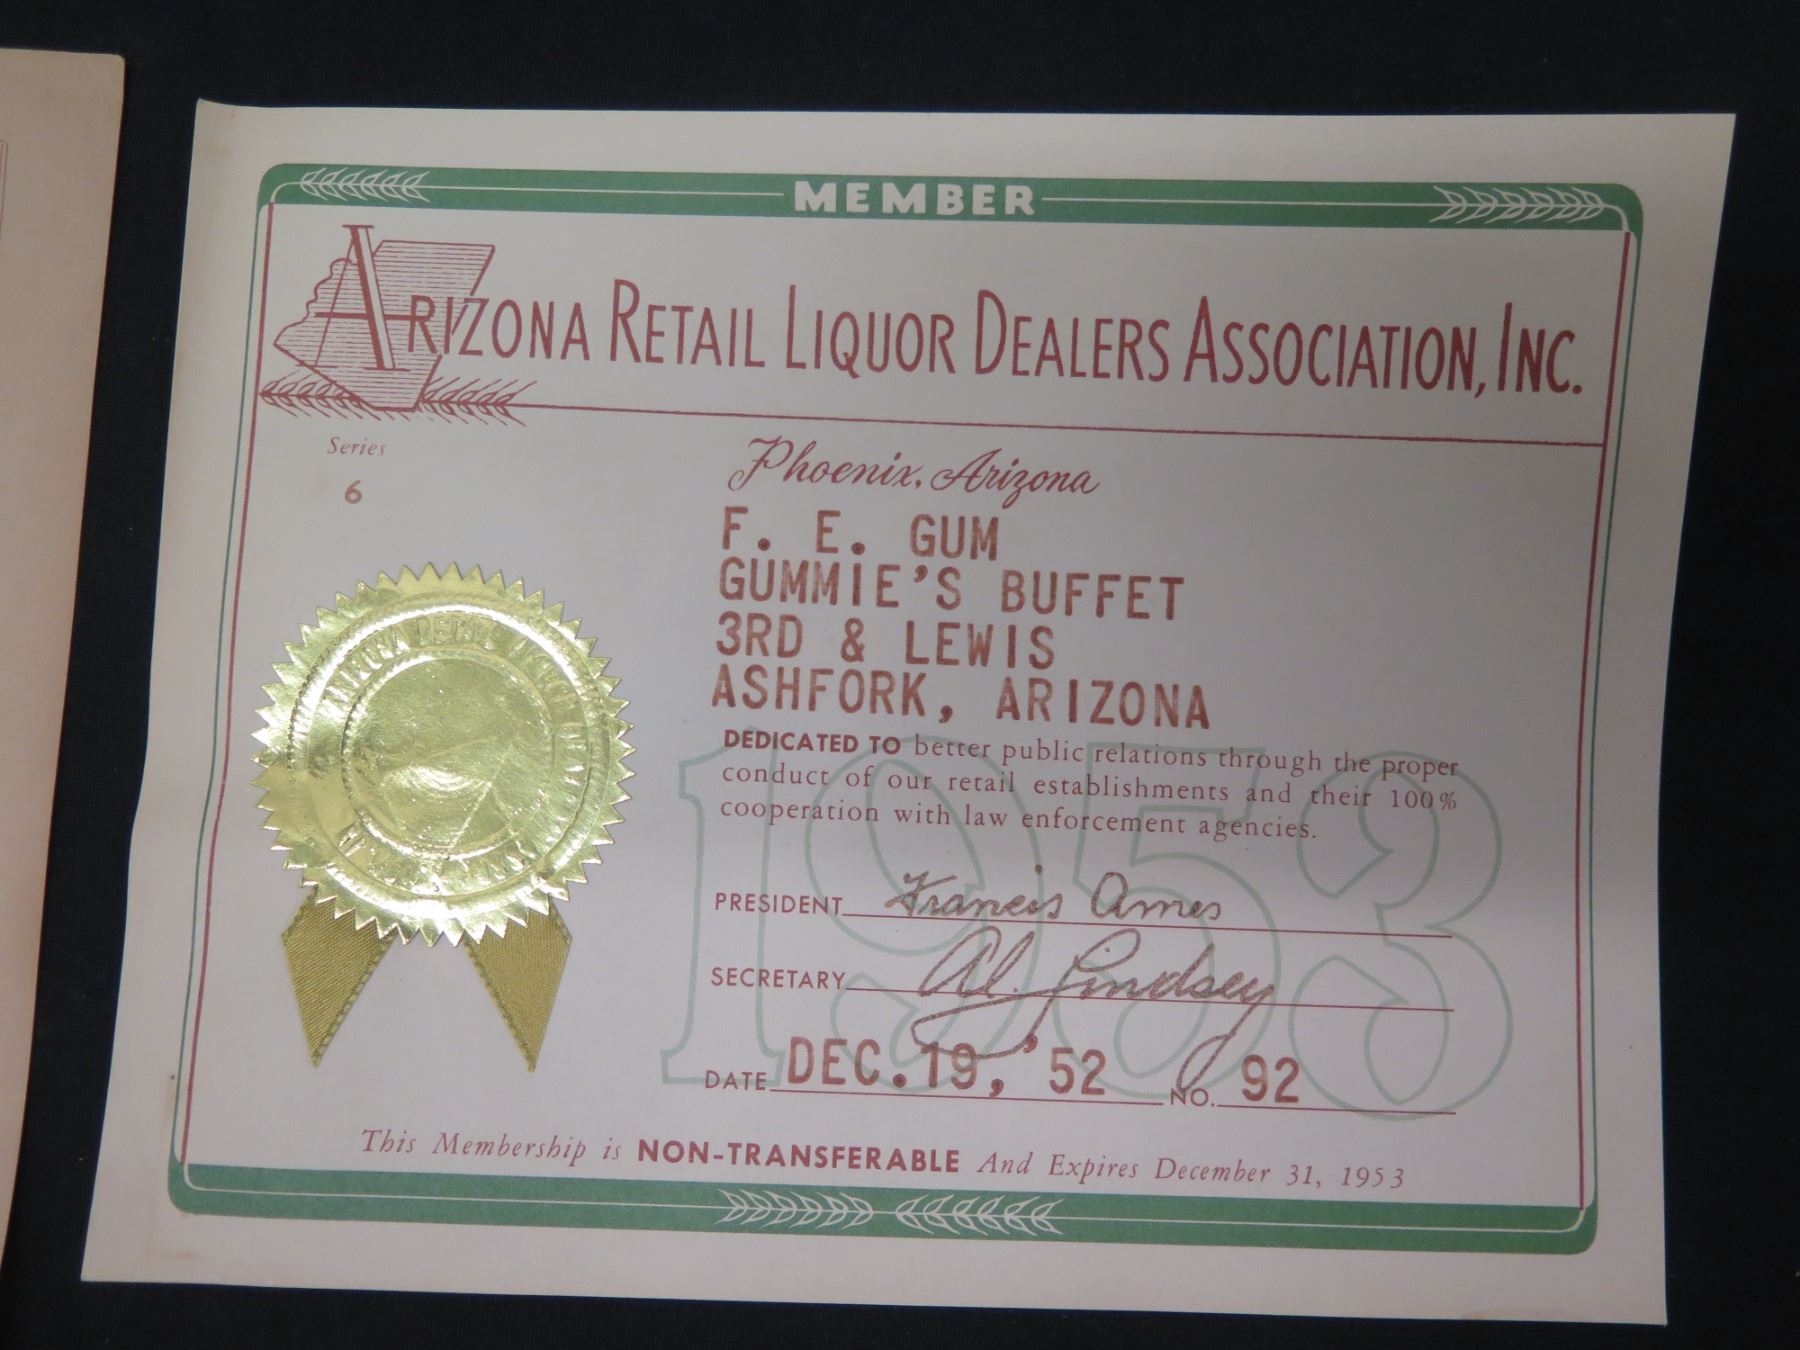 MEMBER
ARIZONA RETAIL LIQUOR DEALERS ASSOCIATION, INC.
Series
6
Phoenix, Arizona
F. E. GUM
GUMMIE'S BUFFET
3RD & LEWIS
ASHFORK, ARIZONA
1953
DEDICATED TO better public relations through the proper
conduct of our retail establishments and their 100%
cooperation with law enforcement agencies.
PRESIDENT Francis Ames
SECRETARY Al. Lindsey
DATE DEC. 19, '52 NO. 92
This Membership is NON-TRANSFERABLE And Expires December 31, 1953